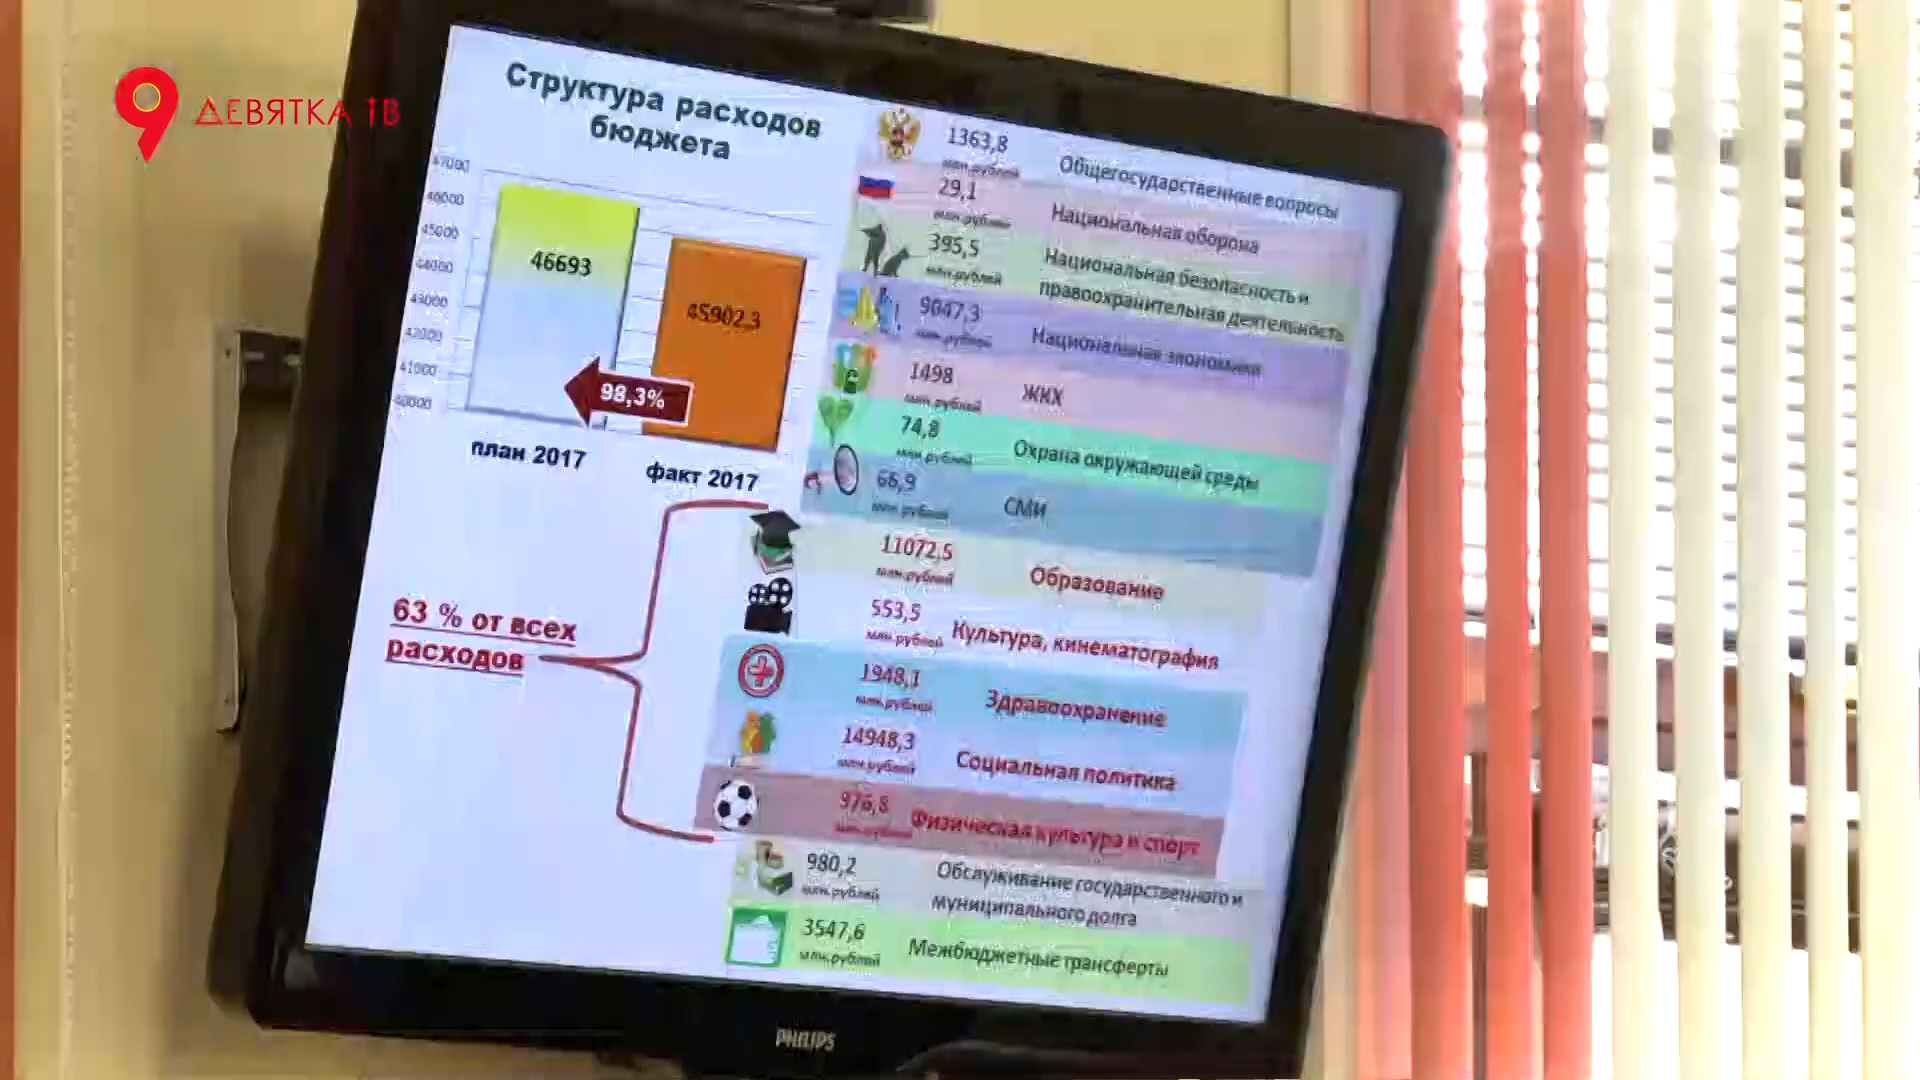 ДЕВЯТКА ТВ
Структура расходов
бюджета
47000
46000
45000
44000
43000
42000
41000
40000
46693
45902,3
98,3%
план 2017
факт 2017
63 % от всех
расходов
1363,8
млн.рублей
Общегосударственные вопросы
29,1
млн.рублей
Национальная оборона
395,5
млн.рублей
Национальная безопасность и
правоохранительная деятельность
9047,3
млн.рублей
Национальная экономика
1498
млн.рублей
ЖКХ
74,8
млн.рублей
Охрана окружающей среды
66,9
млн.рублей
СМИ
11072,5
млн.рублей
Образование
553,5
млн.рублей
Культура, кинематография
1948,1
млн.рублей
Здравоохранение
14948,3
млн.рублей
Социальная политика
976,8
млн.рублей
Физическая культура и спорт
980,2
млн.рублей
Обслуживание государственного и
муниципального долга
3547,6
млн.рублей
Межбюджетные трансферты
PHILIPS